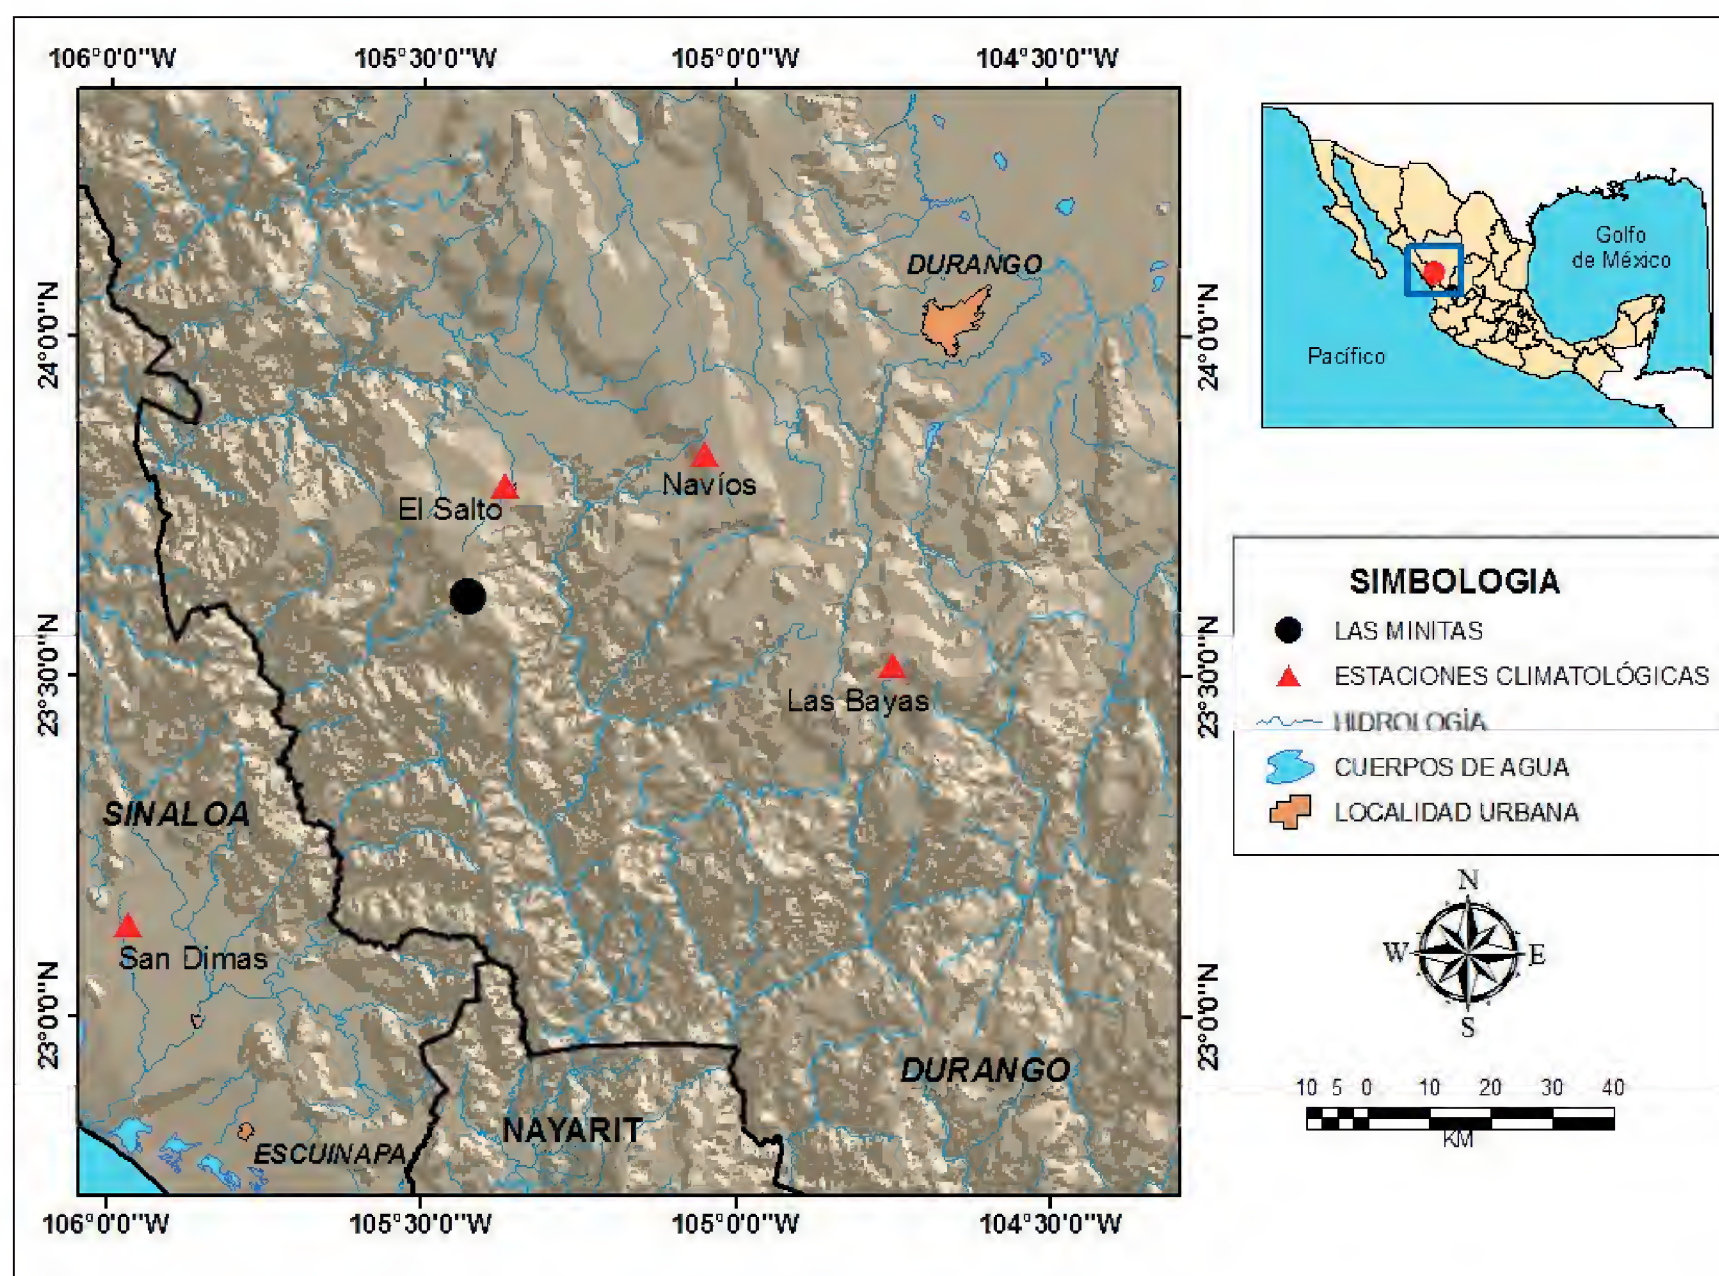 106°0'0"W 105°30'0"W 105°0'0"W 104°30'0"W
24°0'0"N
23°30'0"N
23°0'0"N
DURANGO
Navíos
El Salto
Las Bayas
SINALOA
San Dimas
DURANGO
NAYARIT
ESCUINAPA
24°0'0"N
23°30'0"N
23°0'0"N
106°0'0"W 105°30'0"W 105°0'0"W 104°30'0"W
Golfo
de México
Pacífico
SIMBOLOGIA
LAS MINITAS
ESTACIONES CLIMATOLÓGICAS
HIDROLOGÍA
CUERPOS DE AGUA
LOCALIDAD URBANA
N
W E
S
10 5 0 10 20 30 40
KM